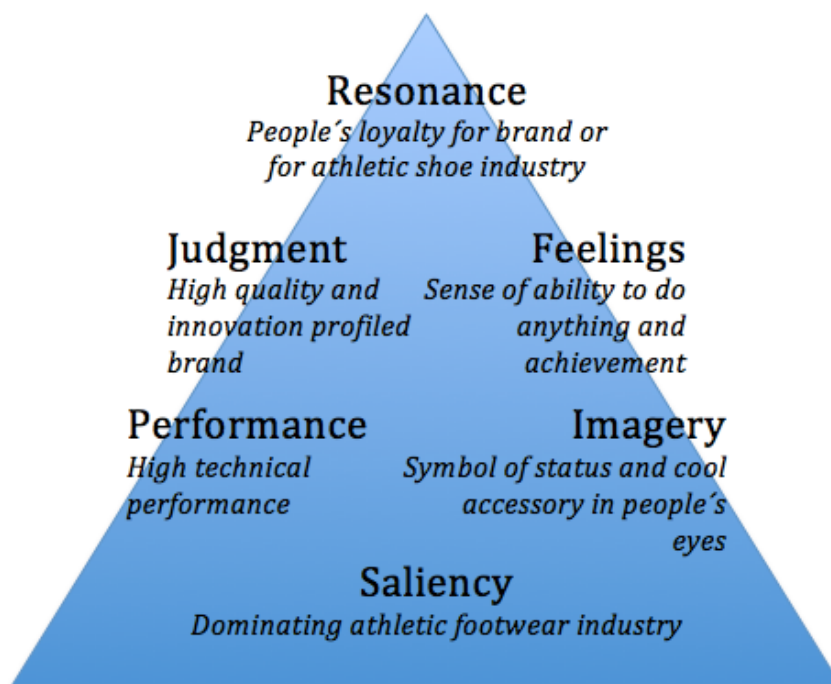 Resonance
People´s loyalty for brand or
for athletic shoe industry
Judgment
High quality and
innovation profiled
brand
Feelings
Sense of ability to do
anything and
achievement
Performance
High technical
performance
Imagery
Symbol of status and cool
accessory in people´s
eyes
Saliency
Dominating athletic footwear industry